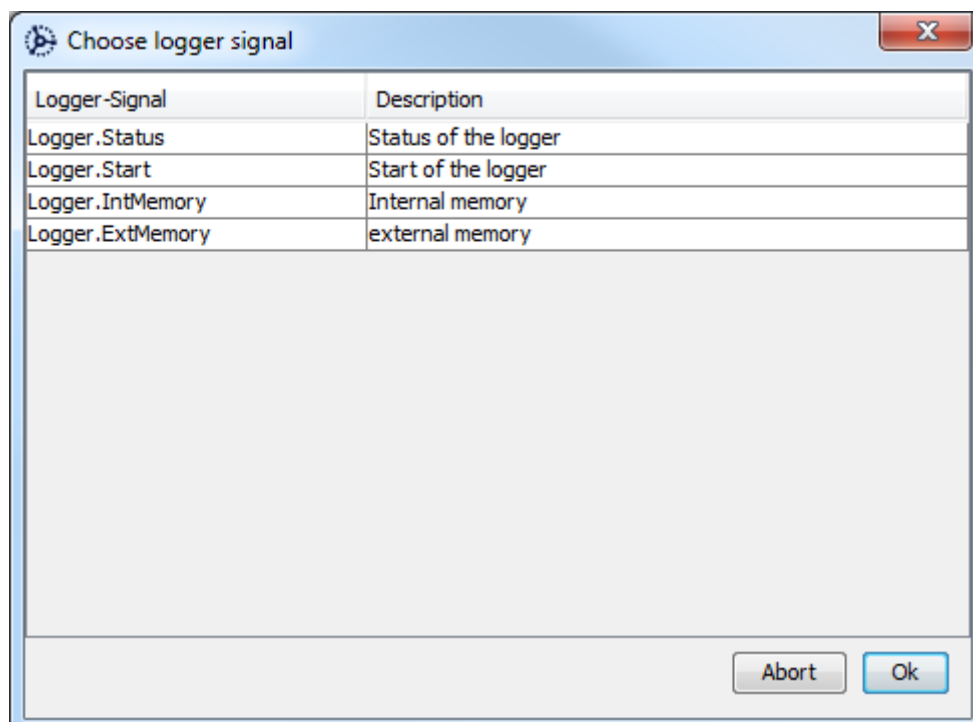 Choose logger signal
Logger-Signal Description
Logger.Status Status of the logger
Logger.Start Start of the logger
Logger.IntMemory Internal memory
Logger.ExtMemory external memory
Abort Ok